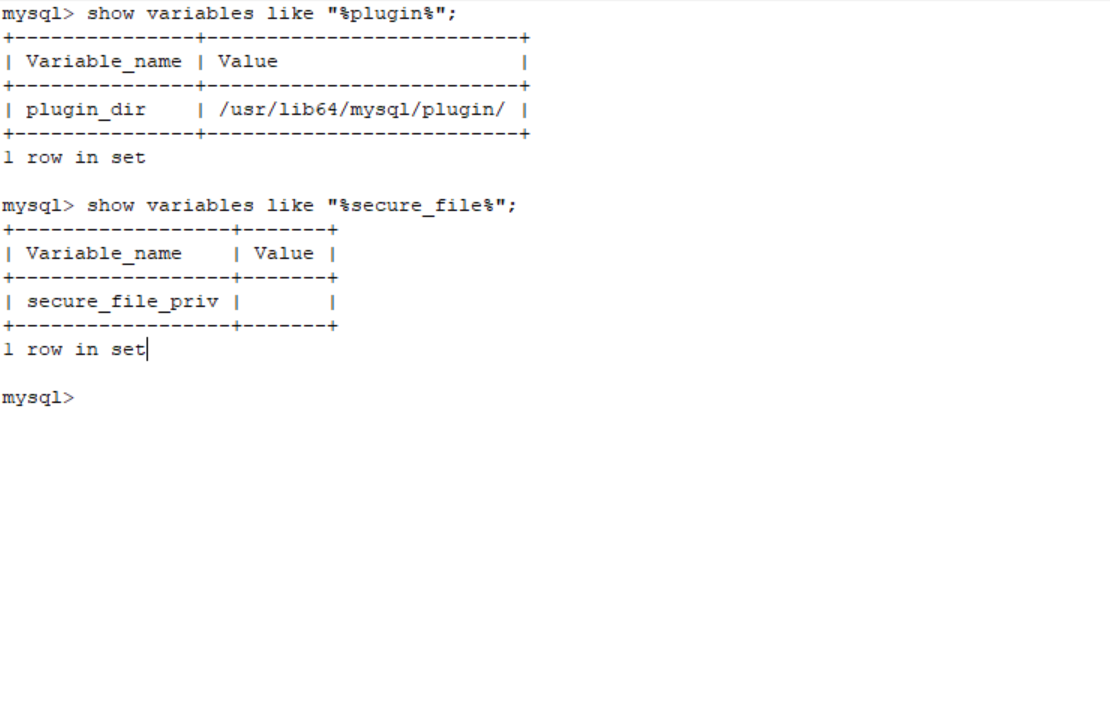 mysql> show variables like "%plugin%";
+---------------+--------------------------+
| Variable_name | Value                    |
+---------------+--------------------------+
| plugin_dir    | /usr/lib64/mysql/plugin/ |
+---------------+--------------------------+
1 row in set
mysql> show variables like "%secure_file%";
+------------------+-------+
| Variable_name    | Value |
+------------------+-------+
| secure_file_priv |       |
+------------------+-------+
1 row in set
mysql>